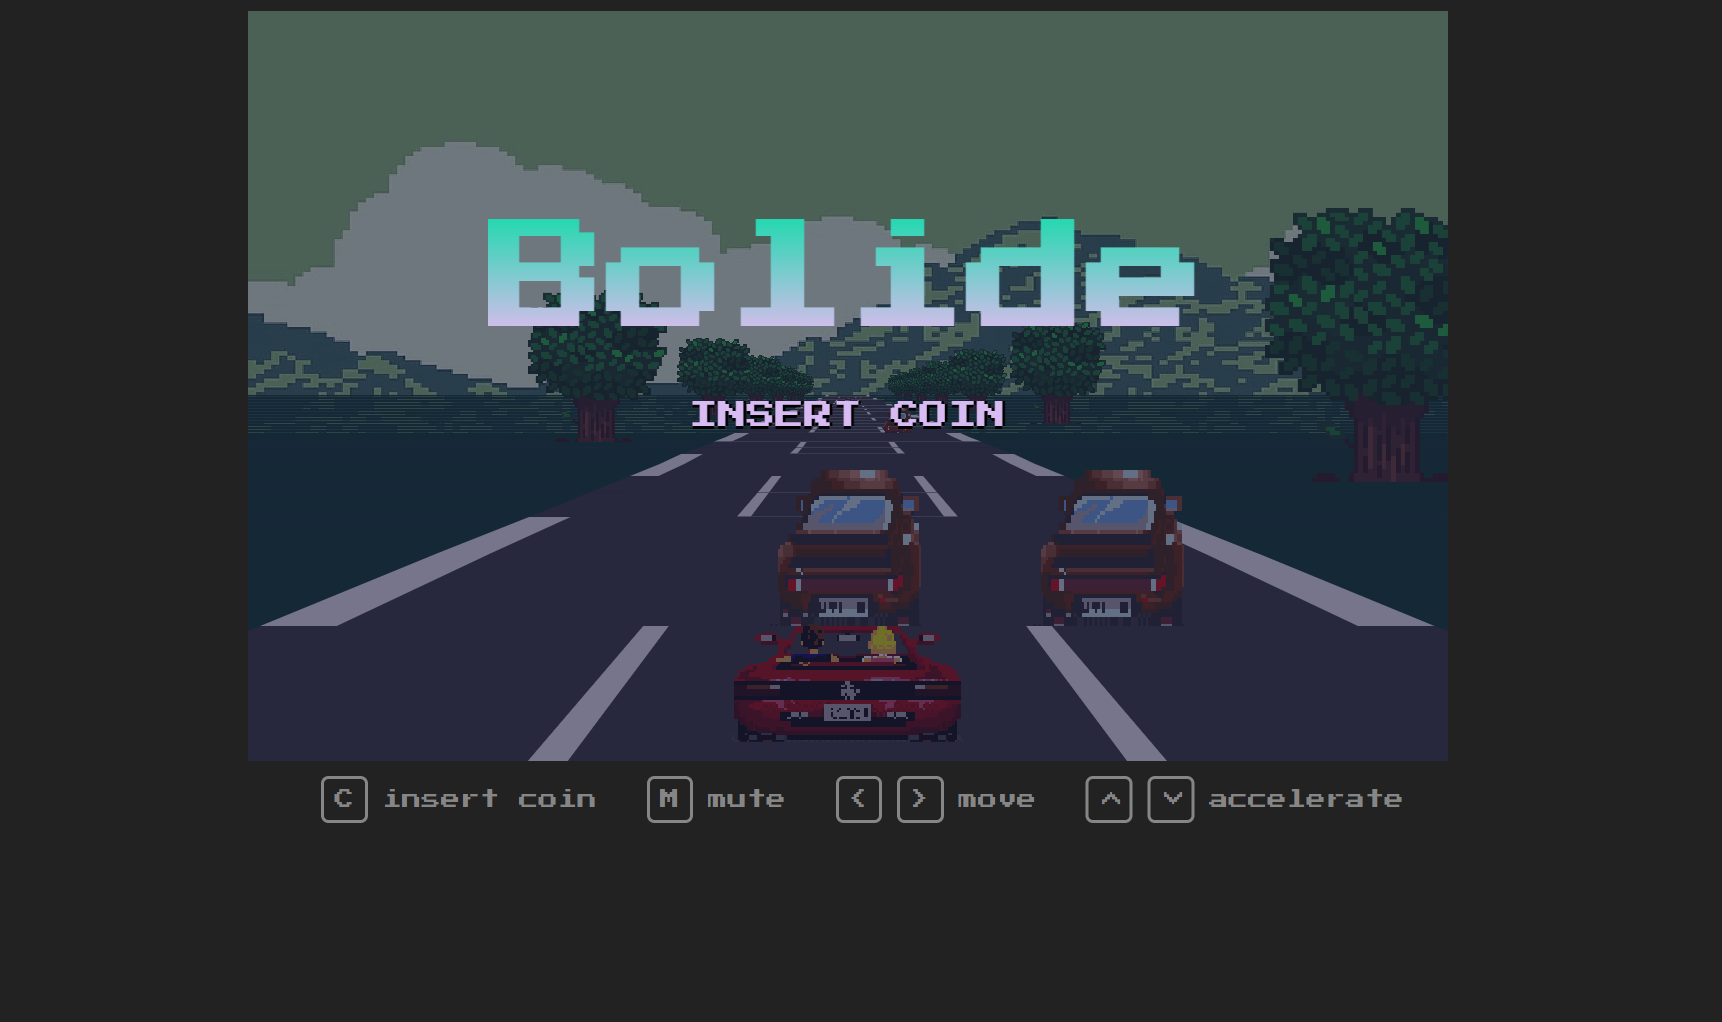 Bolide
INSERT COIN
C insert coin M mute < > move ^ v accelerate